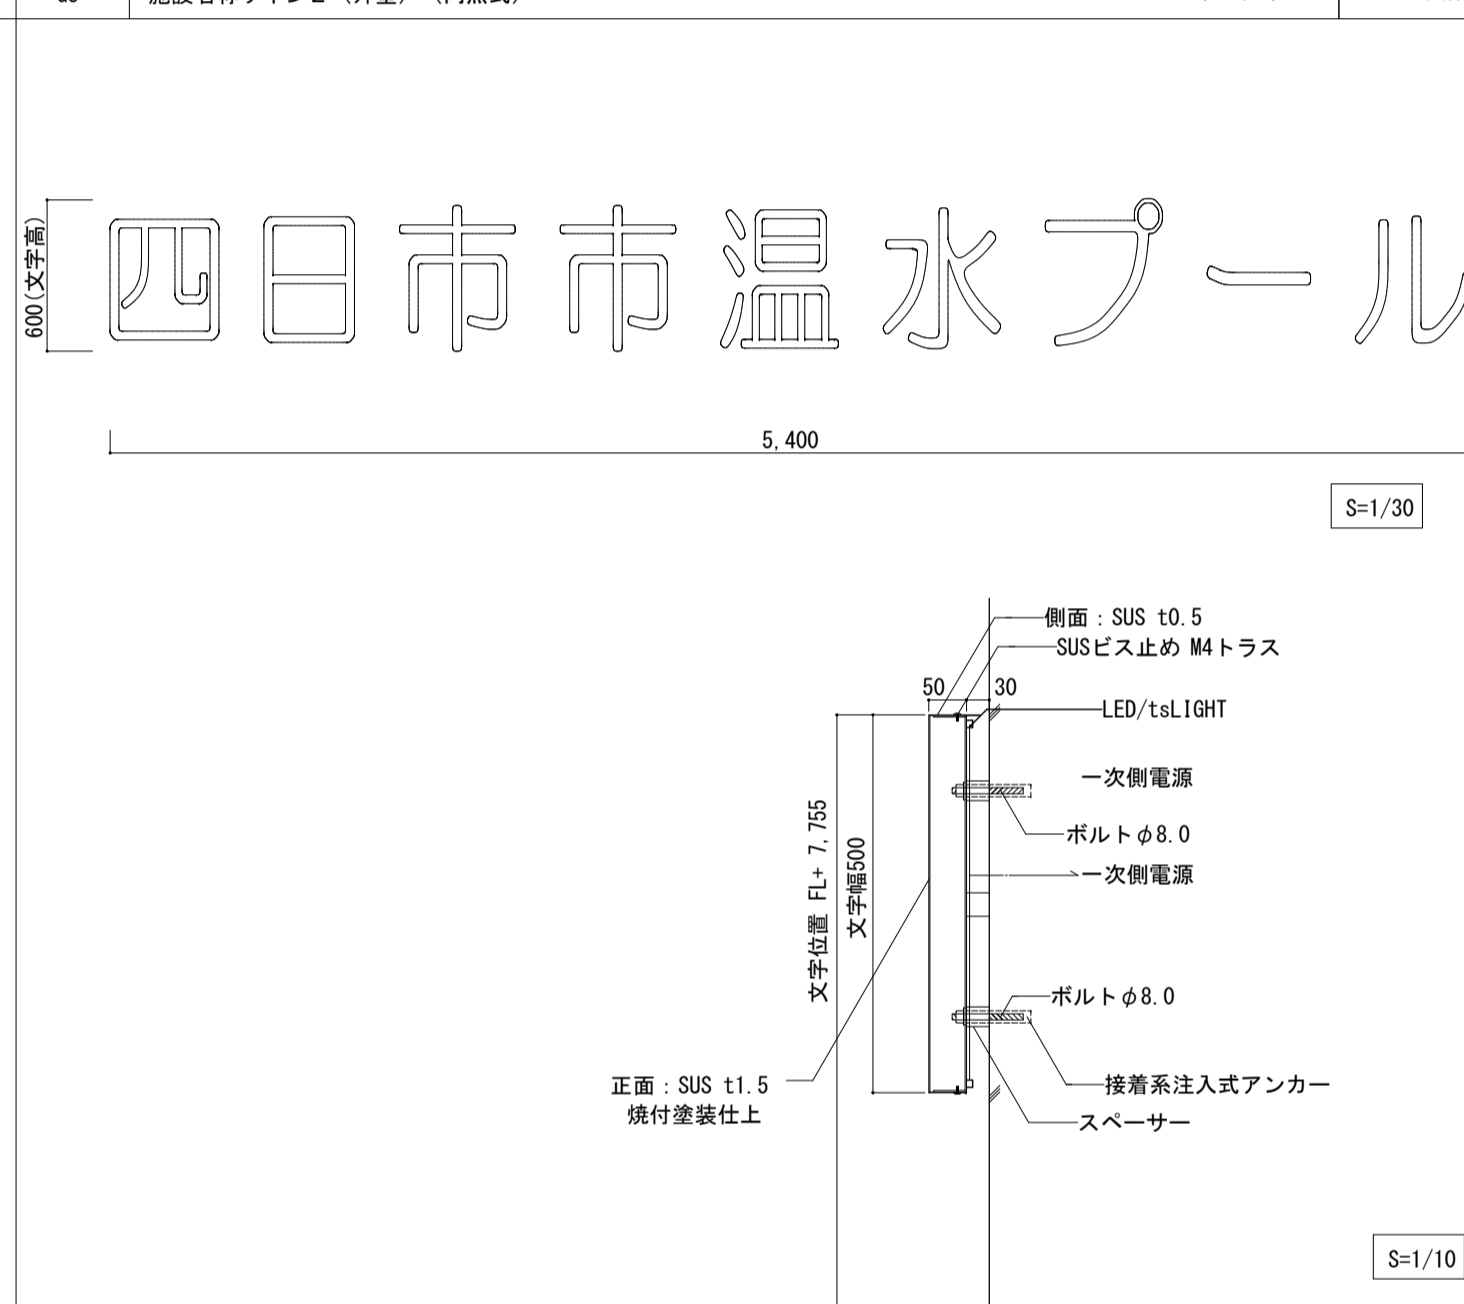 600(文字高)
四日市市温水プール
5,400
S=1/30
側面：SUS t0.5
SUSビス止め M4トラス
50 30
LED/tsLIGHT
一次側電源
ボルトφ8.0
文字位置 FL+ 7,755
文字幅500
一次側電源
ボルトφ8.0
正面：SUS t1.5
焼付塗装仕上
接着系注入式アンカー
スペーサー
S=1/10